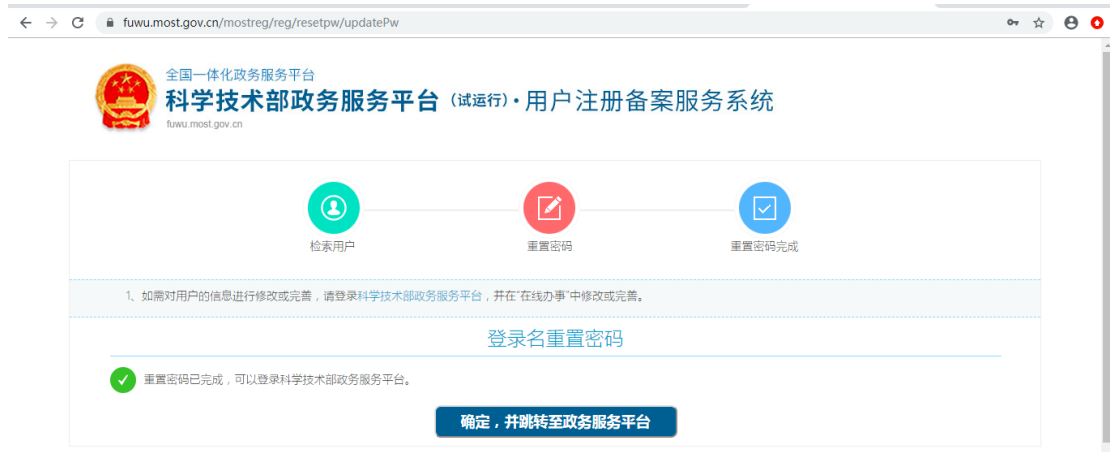 fuwu.most.gov.cn/mostreg/reg/resetpw/updatePw
全国一体化政务服务平台
科学技术部政务服务平台（试运行）·用户注册备案服务系统
fuwu.most.gov.cn
检索用户
重置密码
重置密码完成
1、如需对用户的信息进行修改或完善，请登录科学技术部政务服务平台，并在"在线办事"中修改或完善。
登录名重置密码
重置密码已完成，可以登录科学技术部政务服务平台。
确定，并跳转至政务服务平台